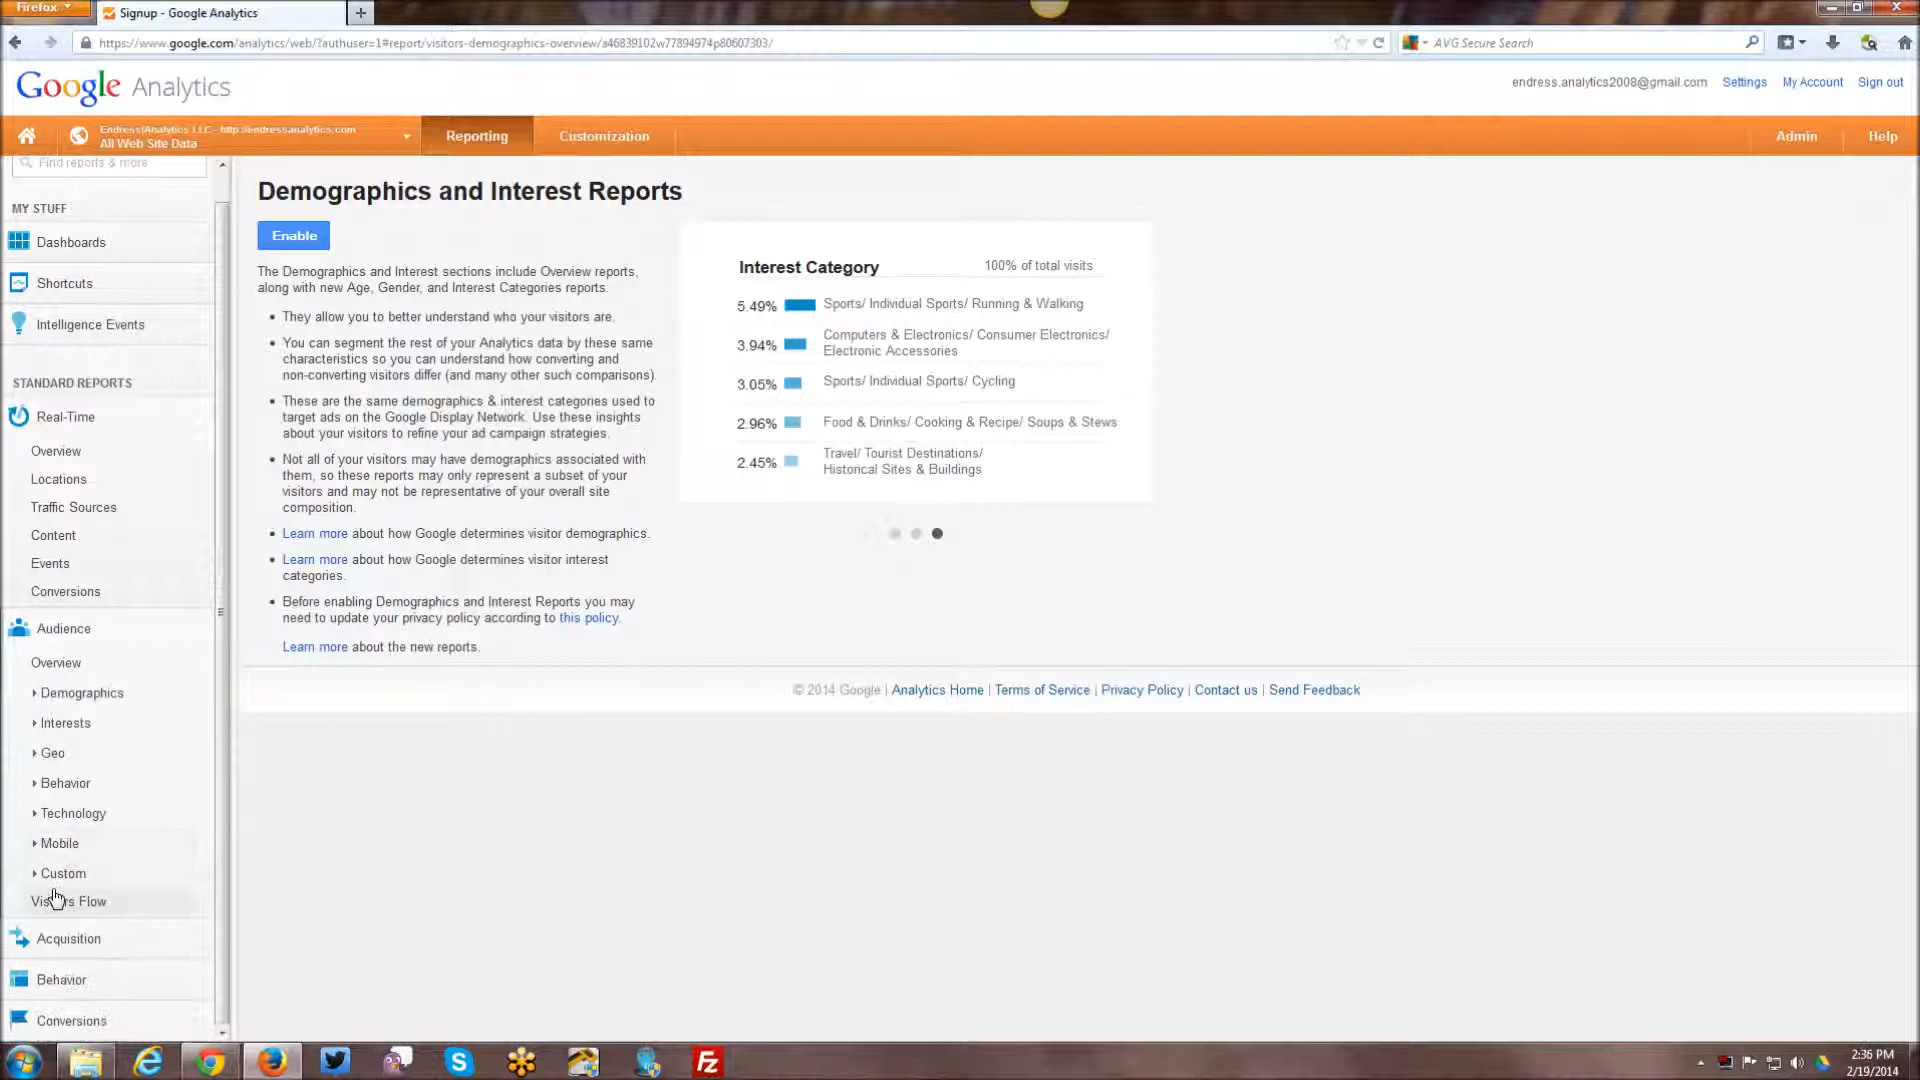 Firefox
Signup - Google Analytics
https://www.google.com/analytics/web/?authuser=1#report/visitors-demographics-overview/a46839102w77894974p80607303/
AVG Secure Search
Google Analytics
endress.analytics2008@gmail.com Settings My Account Sign out
Endress|Analytics LLC - http://endressanalytics.com
All Web Site Data
Reporting
Customization
Admin
Help
Find reports & more
MY STUFF
Dashboards
Shortcuts
Intelligence Events
STANDARD REPORTS
Real-Time
Overview
Locations
Traffic Sources
Content
Events
Conversions
Audience
Overview
Demographics
Interests
Geo
Behavior
Technology
Mobile
Custom
Flow
Acquisition
Behavior
Conversions
Demographics and Interest Reports
Enable
The Demographics and Interest sections include Overview reports,
along with new Age, Gender, and Interest Categories reports.
• They allow you to better understand who your visitors are.
• You can segment the rest of your Analytics data by these same
characteristics so you can understand how converting and
non-converting visitors differ (and many other such comparisons).
• These are the same demographics & interest categories used to
target ads on the Google Display Network. Use these insights
about your visitors to refine your ad campaign strategies.
• Not all of your visitors may have demographics associated with
them, so these reports may only represent a subset of your
visitors and may not be representative of your overall site
composition.
• Learn more about how Google determines visitor demographics.
• Learn more about how Google determines visitor interest
categories.
• Before enabling Demographics and Interest Reports you may
need to update your privacy policy according to this policy.
Learn more about the new reports.
Interest Category 100% of total visits
5.49% Sports/ Individual Sports/ Running & Walking
3.94% Computers & Electronics/ Consumer Electronics/
Electronic Accessories
3.05% Sports/ Individual Sports/ Cycling
2.96% Food & Drinks/ Cooking & Recipe/ Soups & Stews
2.45% Travel/ Tourist Destinations/
Historical Sites & Buildings
© 2014 Google | Analytics Home | Terms of Service | Privacy Policy | Contact us | Send Feedback
2:36 PM
2/19/2014